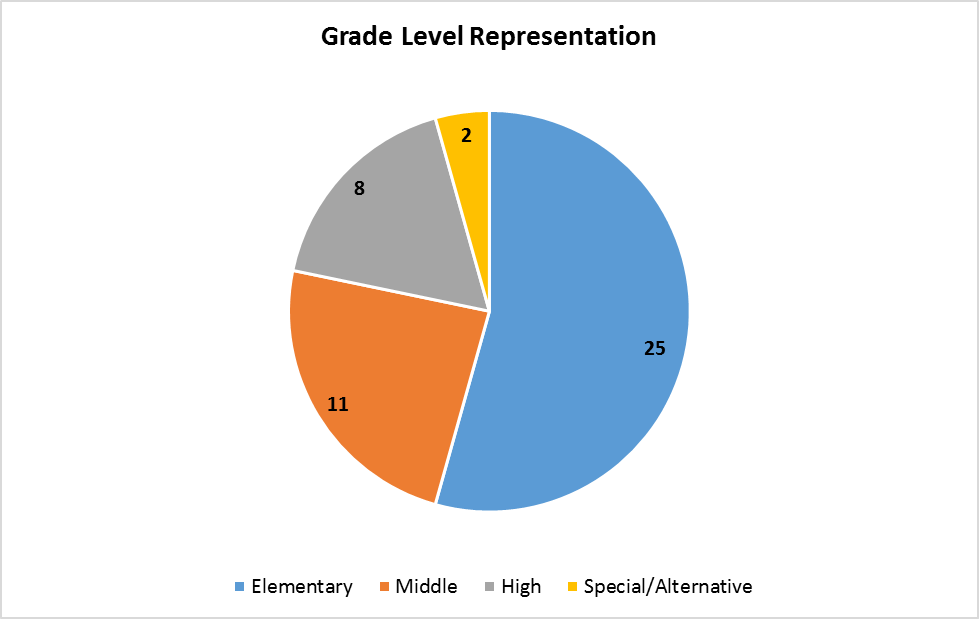 Grade Level Representation
2
8
25
11
Elementary Middle High Special/Alternative